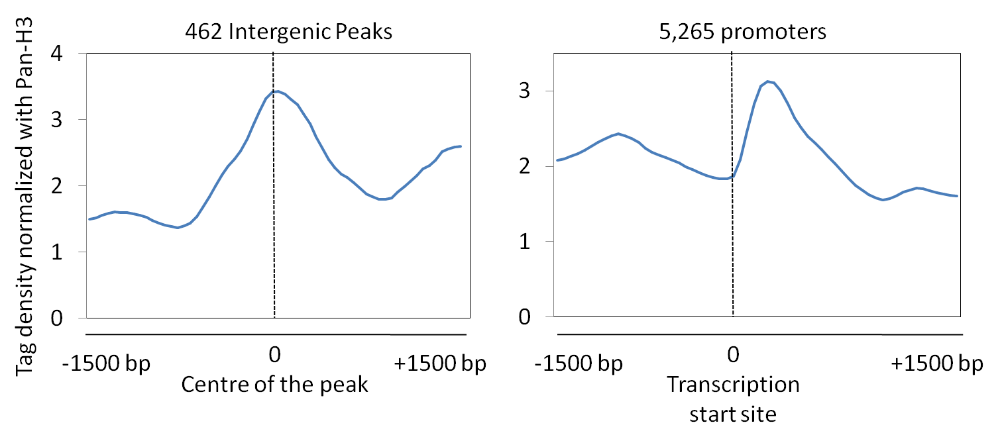 Tag density normalized with Pan-H3
462 Intergenic Peaks
4
3
2
1
0
-1500 bp
0
+1500 bp
Centre of the peak
5,265 promoters
3
2
1
0
-1500 bp
0
+1500 bp
Transcription
start site